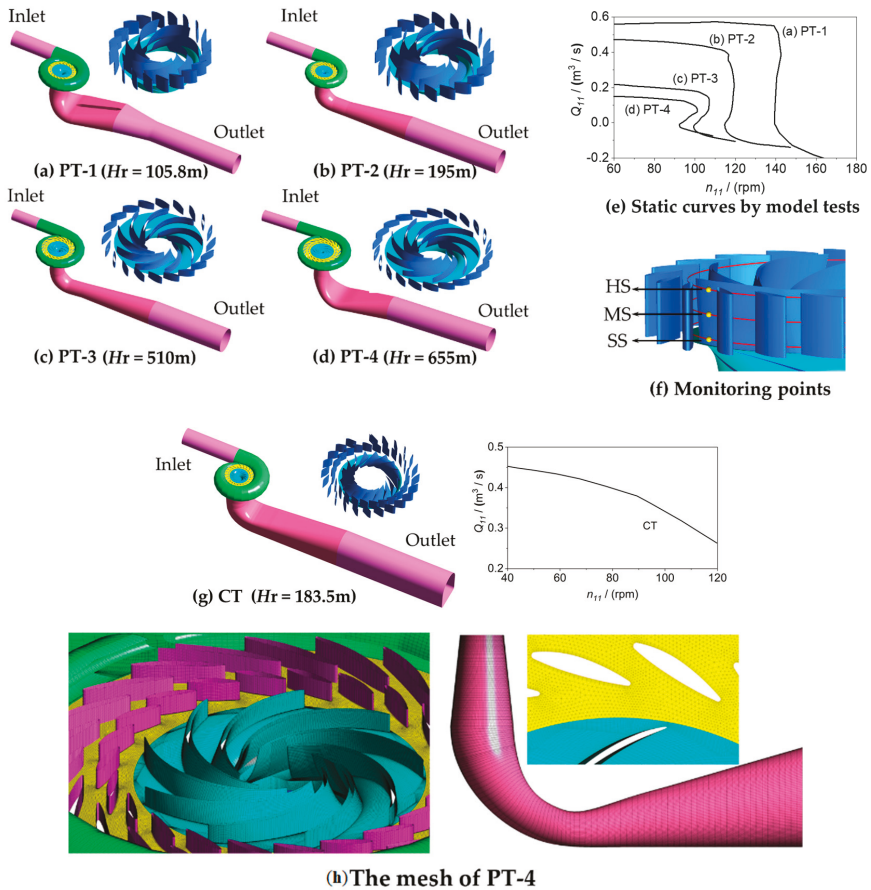 Inlet
Outlet
(a) PT-1 (Hr = 105.8m)
Inlet
Outlet
(b) PT-2 (Hr = 195m)
Inlet
Outlet
(c) PT-3 (Hr = 510m)
Inlet
Outlet
(d) PT-4 (Hr = 655m)
0.6
0.4
0.2
0.0
-0.2
Q11 / (m³ / s)
(a) PT-1
(b) PT-2
(c) PT-3
(d) PT-4
60 80 100 120 140 160 180
n11 / (rpm)
(e) Static curves by model tests
HS
MS
SS
(f) Monitoring points
Inlet
Outlet
(g) CT (Hr = 183.5m)
0.5
0.4
0.3
0.2
Q11 / (m³ / s)
CT
40 60 80 100 120
n11 / (rpm)
(h) The mesh of PT-4